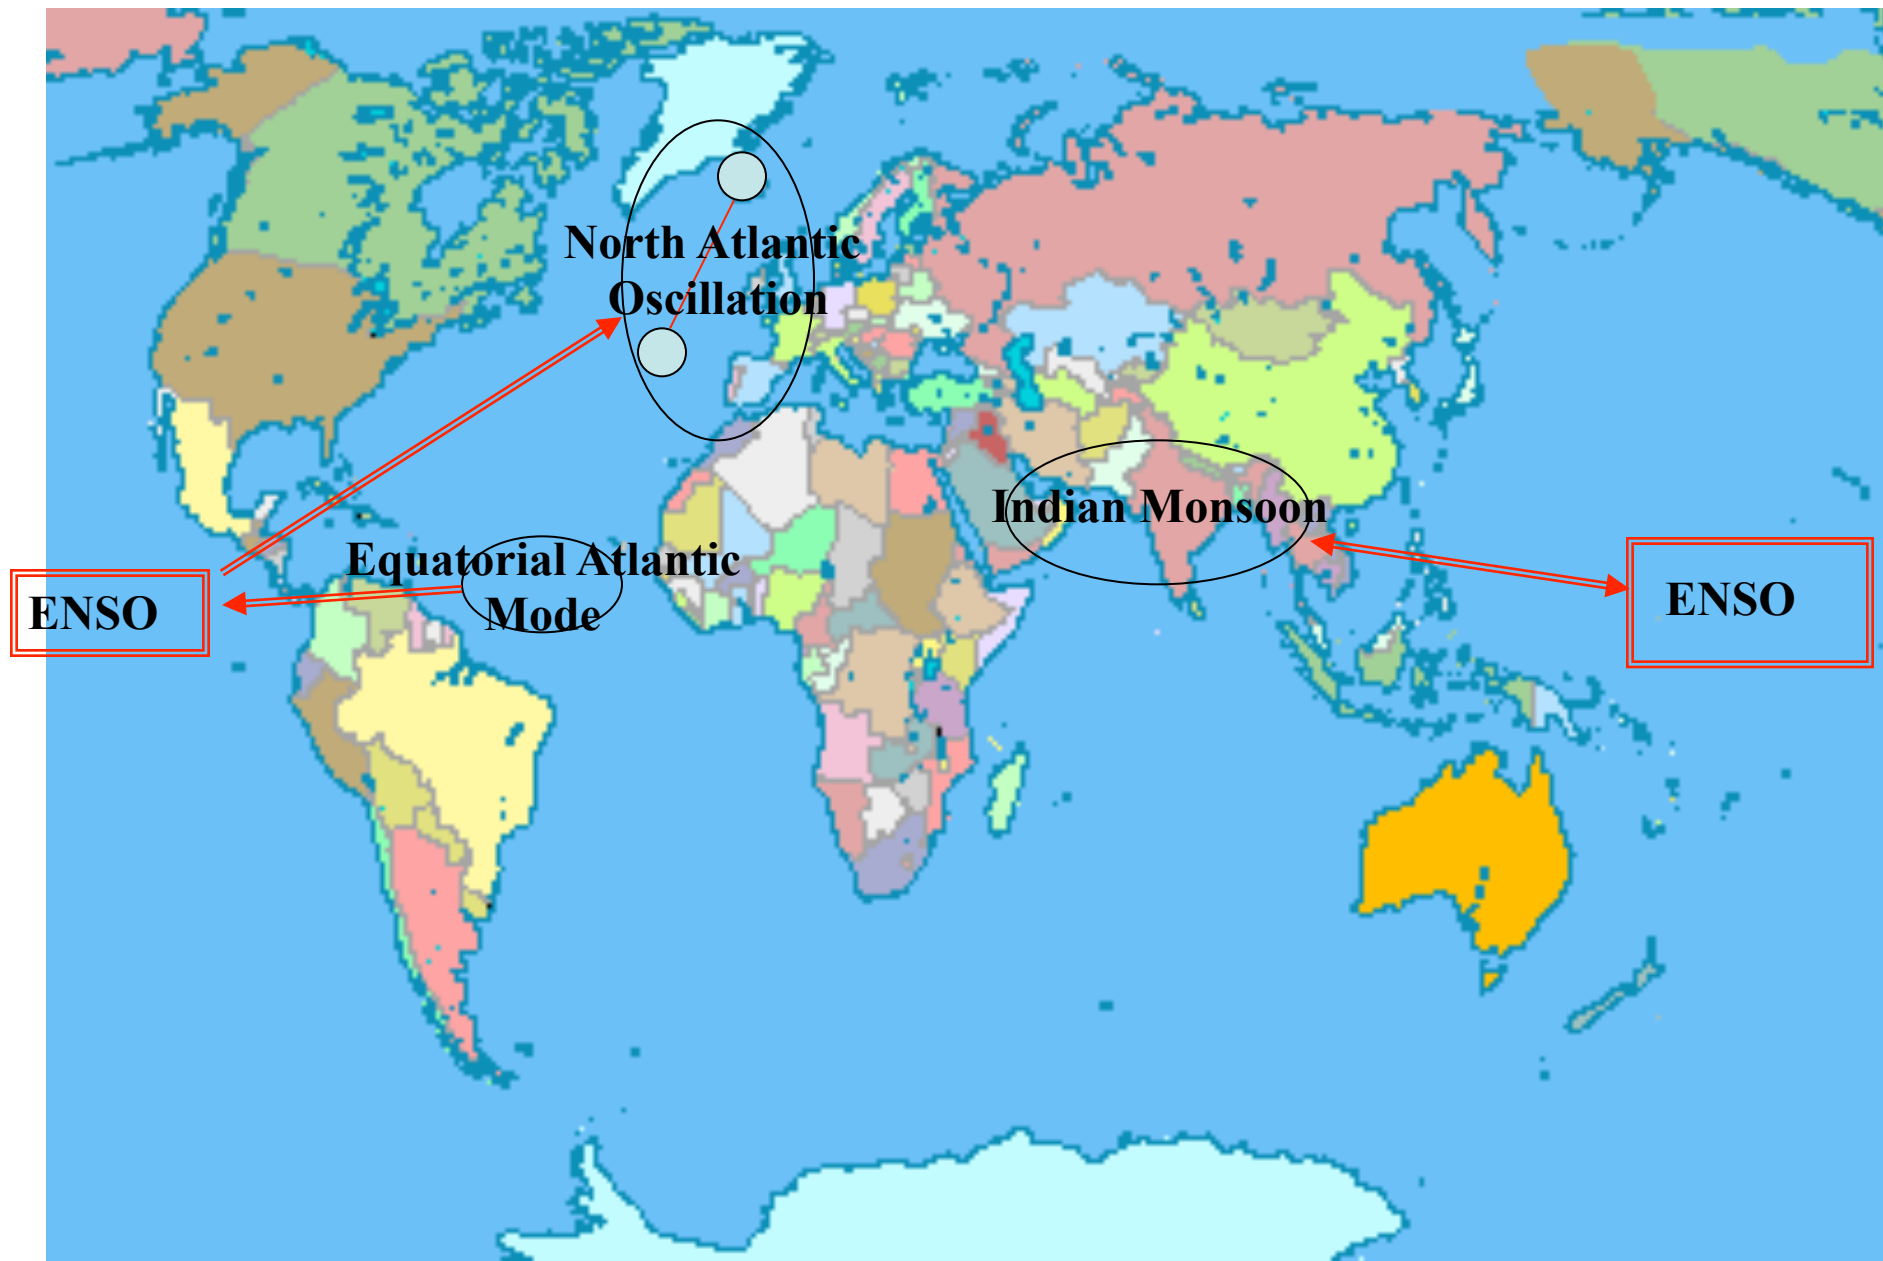 North Atlantic
Oscillation
Indian Monsoon
Equatorial Atlantic
Mode
ENSO
ENSO